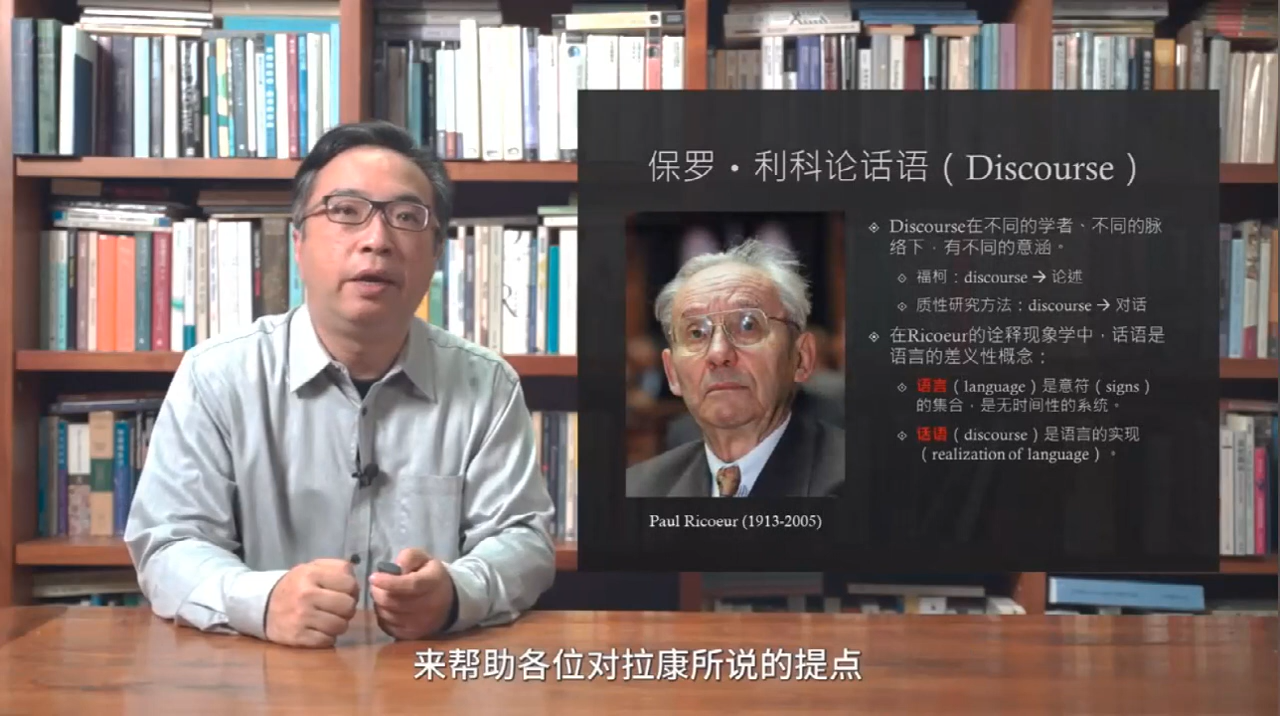 保罗·利科论话语（Discourse）
Discourse在不同的学者、不同的脉
络下，有不同的意涵。
福柯：discourse → 论述
质性研究方法：discourse → 对话
在Ricoeur的诠释现象学中，话语是
语言的差义性概念：
语言（language）是意符（signs）
的集合，是无时间性的系统。
话语（discourse）是语言的实现
（realization of language）。
Paul Ricoeur (1913-2005)
来帮助各位对拉康所说的提点